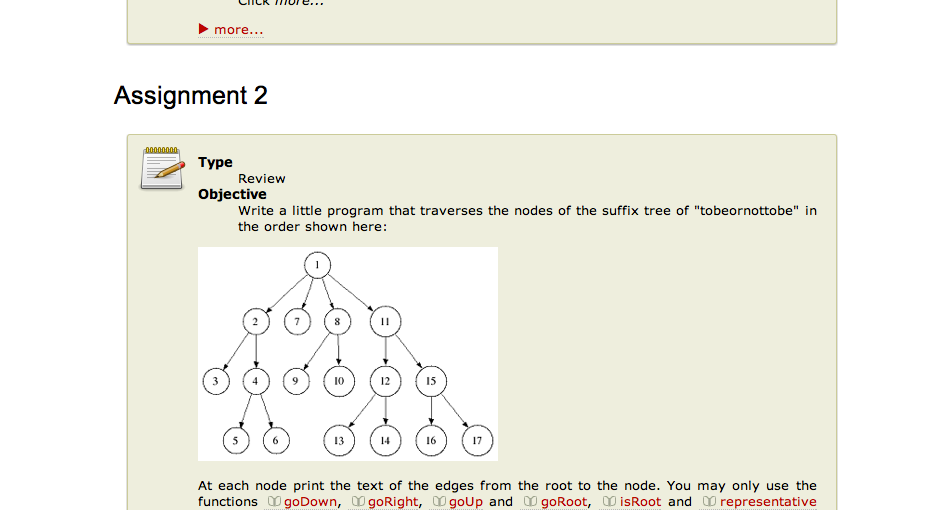 Click more...
more...
Assignment 2
Type
Review
Objective
Write a little program that traverses the nodes of the suffix tree of "tobeornottobe" in
the order shown here:
1
2 7 8 11
3 4 9 10 12 15
5 6 13 14 16 17
At each node print the text of the edges from the root to the node. You may only use the
functions goDown, goRight, goUp and goRoot, isRoot and representative